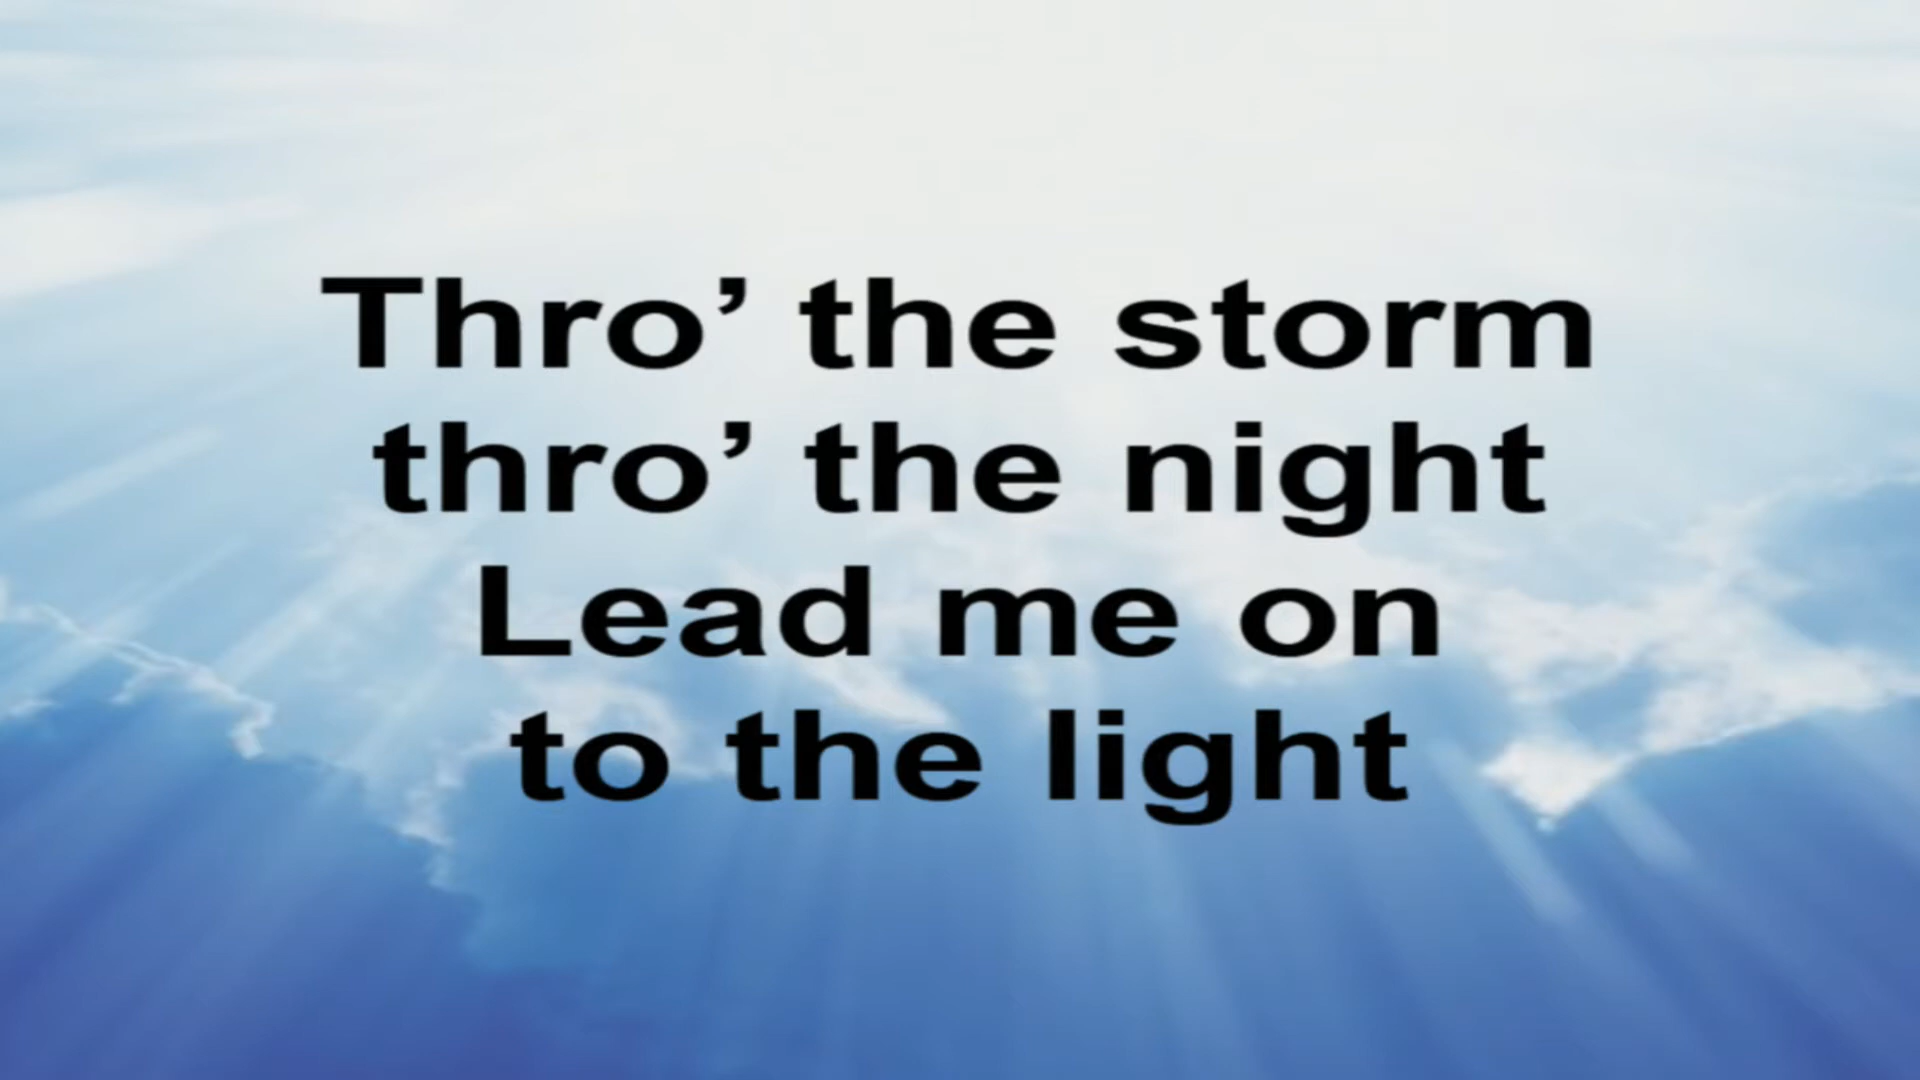 Thro’ the storm
thro’ the night
Lead me on
to the light